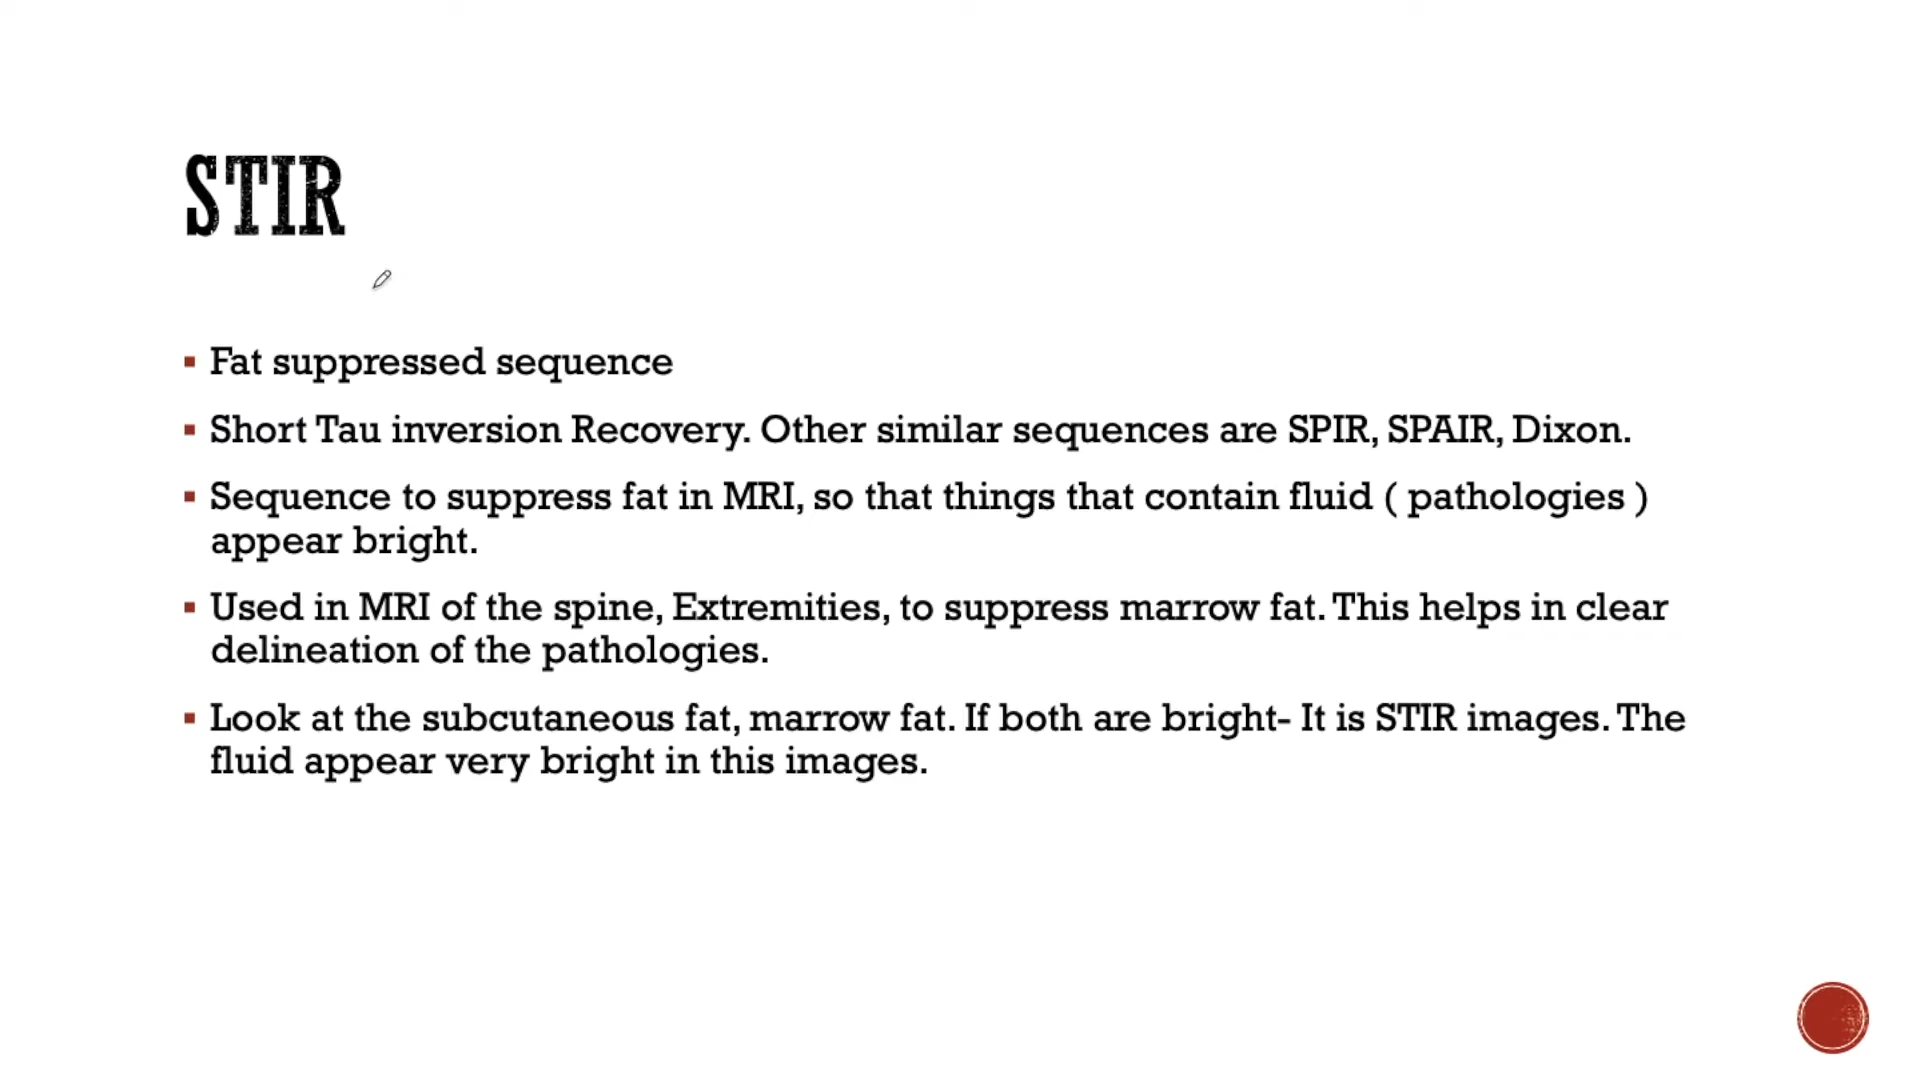 STIR
Fat suppressed sequence
Short Tau inversion Recovery. Other similar sequences are SPIR, SPAIR, Dixon.
Sequence to suppress fat in MRI, so that things that contain fluid ( pathologies )
appear bright.
Used in MRI of the spine, Extremities, to suppress marrow fat. This helps in clear
delineation of the pathologies.
Look at the subcutaneous fat, marrow fat. If both are bright- It is STIR images. The
fluid appear very bright in this images.